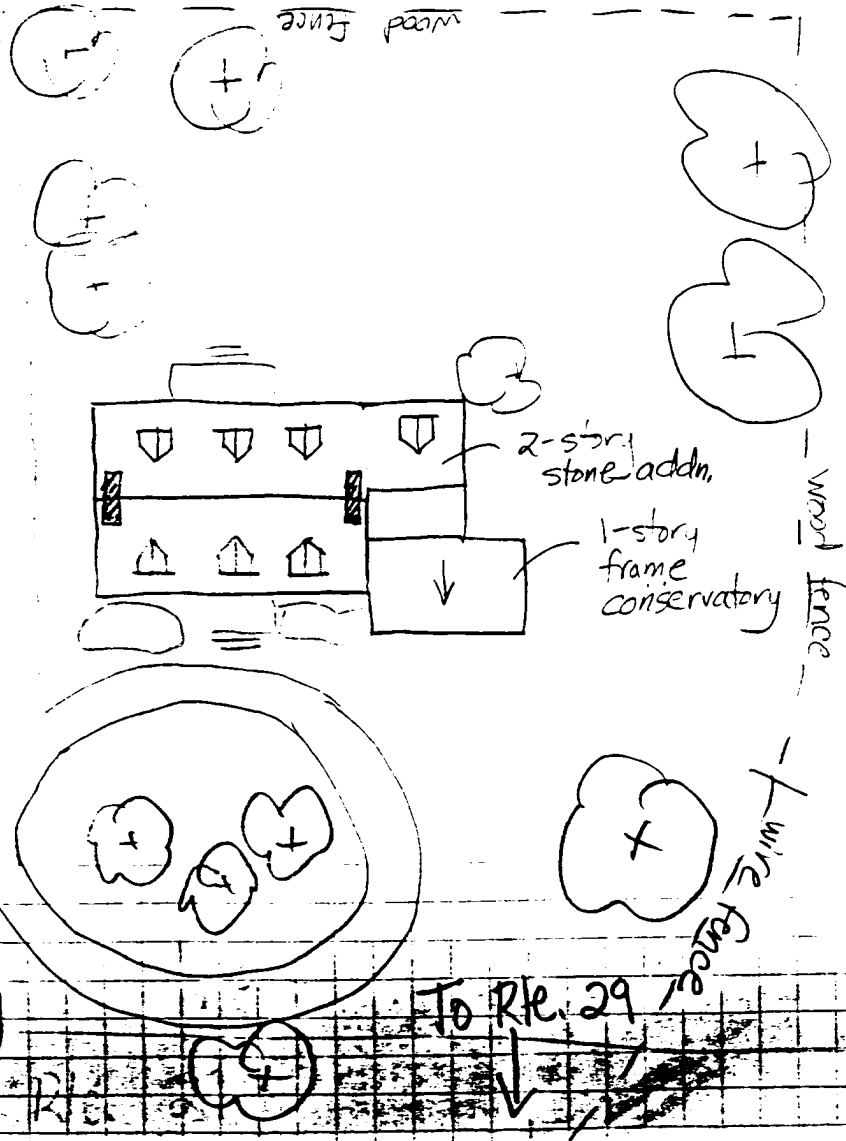 wood fence
2-story
stone addn.
1-story
frame
conservatory
wood fence
wire fence
To Rte. 29